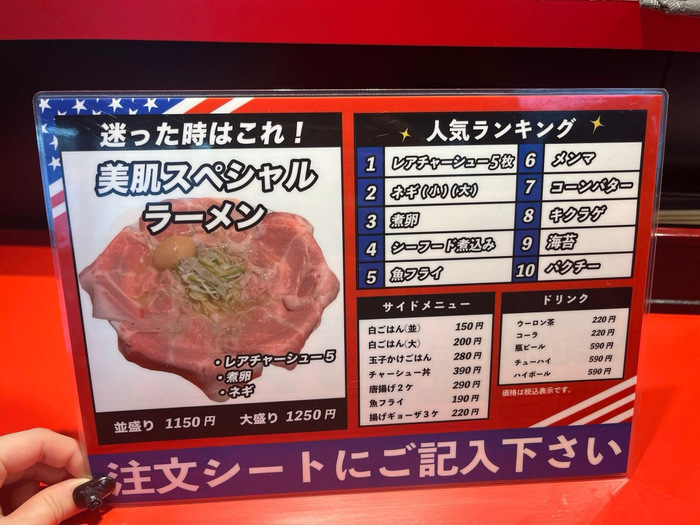 迷った時はこれ！
美肌スペシャル
ラーメン
・レアチャーシュー5
・煮卵
・ネギ
並盛り 1150円 大盛り 1250円
人気ランキング
1 レアチャーシュー5枚
2 ネギ(小)(大)
3 煮卵
4 シーフード煮込み
5 魚フライ
6 メンマ
7 コーンバター
8 キクラゲ
9 海苔
10 パクチー
サイドメニュー
白ごはん(並) 150円
白ごはん(大) 200円
玉子かけごはん 280円
チャーシュー丼 390円
唐揚げ2ケ 290円
魚フライ 190円
揚げギョーザ3ケ 220円
ドリンク
ウーロン茶 220円
コーラ 220円
瓶ビール 590円
チューハイ 590円
ハイボール 590円
価格は税込表示です。
注文シートにご記入下さい